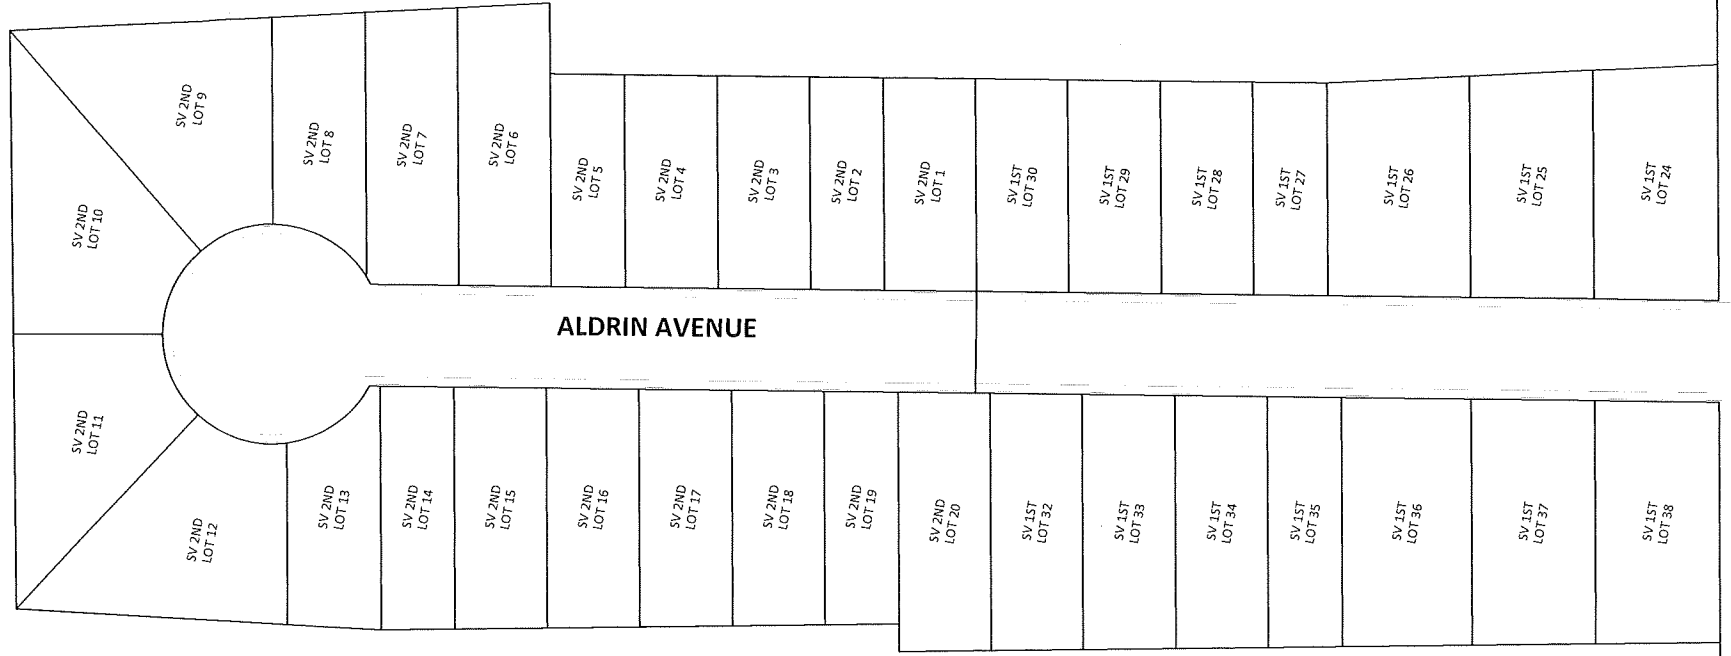 SV 2ND
LOT 9
SV 2ND
LOT 8
SV 2ND
LOT 7
SV 2ND
LOT 6
SV 2ND
LOT 5
SV 2ND
LOT 4
SV 2ND
LOT 3
SV 2ND
LOT 2
SV 2ND
LOT 1
SV 1ST
LOT 30
SV 1ST
LOT 29
SV 1ST
LOT 28
SV 1ST
LOT 27
SV 1ST
LOT 26
SV 1ST
LOT 25
SV 1ST
LOT 24
SV 2ND
LOT 10
ALDRIN AVENUE
SV 2ND
LOT 11
SV 2ND
LOT 12
SV 2ND
LOT 13
SV 2ND
LOT 14
SV 2ND
LOT 15
SV 2ND
LOT 16
SV 2ND
LOT 17
SV 2ND
LOT 18
SV 2ND
LOT 19
SV 2ND
LOT 20
SV 1ST
LOT 32
SV 1ST
LOT 33
SV 1ST
LOT 34
SV 1ST
LOT 35
SV 1ST
LOT 36
SV 1ST
LOT 37
SV 1ST
LOT 38